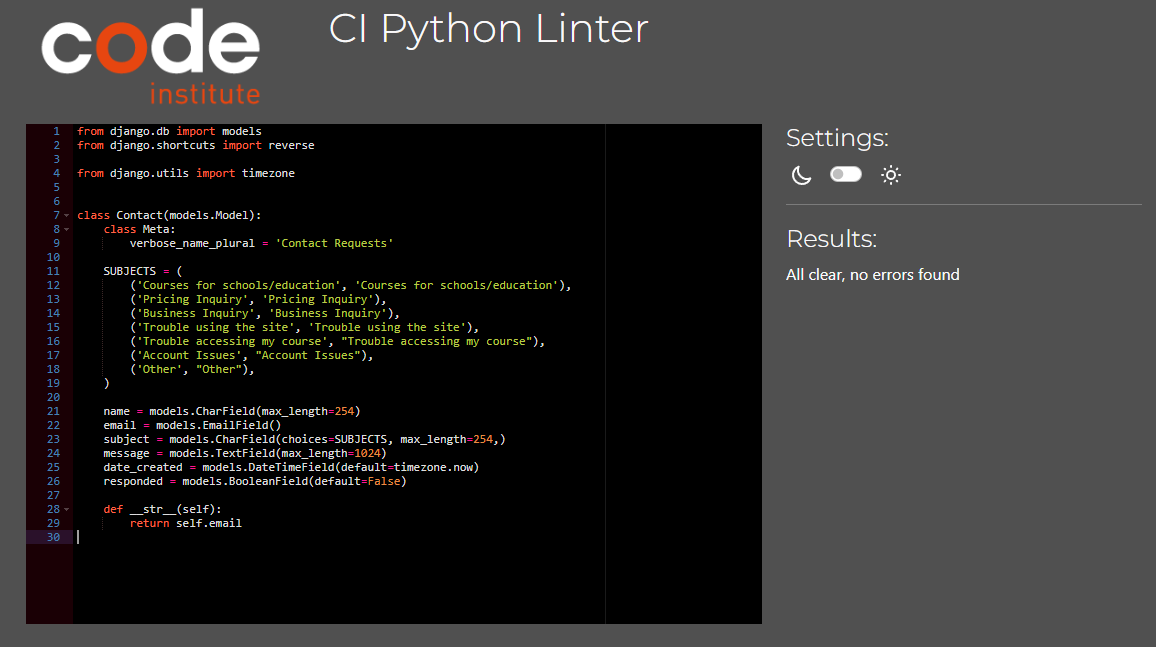 code
institute
CI Python Linter
1 from django.db import models
2 from django.shortcuts import reverse
3
4 from django.utils import timezone
5
6
7 class Contact(models.Model):
8     class Meta:
9         verbose_name_plural = 'Contact Requests'
10
11     SUBJECTS = (
12         ('Courses for schools/education', 'Courses for schools/education'),
13         ('Pricing Inquiry', 'Pricing Inquiry'),
14         ('Business Inquiry', 'Business Inquiry'),
15         ('Trouble using the site', 'Trouble using the site'),
16         ('Trouble accessing my course', "Trouble accessing my course"),
17         ('Account Issues', "Account Issues"),
18         ('Other', "Other"),
19     )
20
21     name = models.CharField(max_length=254)
22     email = models.EmailField()
23     subject = models.CharField(choices=SUBJECTS, max_length=254,)
24     message = models.TextField(max_length=1024)
25     date_created = models.DateTimeField(default=timezone.now)
26     responded = models.BooleanField(default=False)
27
28     def __str__(self):
29         return self.email
30
Settings:
Results:
All clear, no errors found